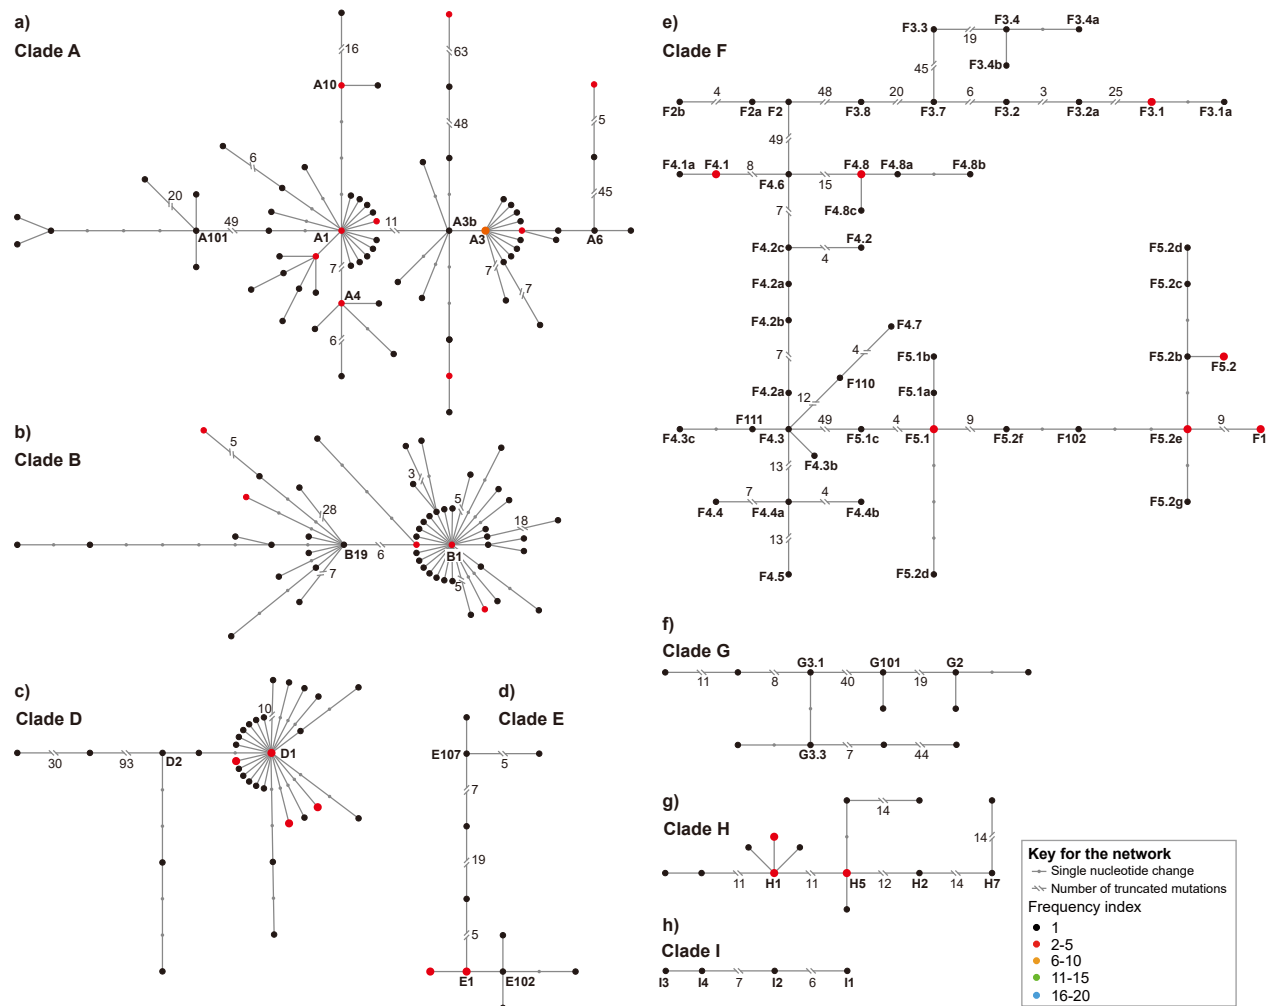 a)
Clade A
16
63
A10
48
5
6
20
45
49
A101
A1
11
A3b
A3
A6
7
7
7
A4
6
b)
Clade B
5
3
5
28
18
B19
6
B1
7
5
c)
Clade D
10
D1
30
93
D2
d)
Clade E
E107
5
7
19
5
E1
E102
e)
Clade F
F3.3
19
F3.4
F3.4a
F3.4b
45
4
48
20
6
3
25
F2b
F2a
F2
F3.8
F3.7
F3.2
F3.2a
F3.1
F3.1a
49
F4.1a
F4.1
8
F4.6
15
F4.8
F4.8a
F4.8b
F4.8c
7
F4.2c
4
F4.2
F5.2d
F4.2a
F5.2c
F4.2b
F4.7
7
4
F5.1b
F5.2b
F5.2
F110
F4.2a
12
F5.1a
F4.3c
F111
F4.3
49
F5.1c
4
F5.1
9
F5.2f
F102
F5.2e
9
F1
F4.3b
13
7
4
F4.4
F4.4a
F4.4b
F5.2g
13
F4.5
F5.2d
f)
Clade G
G3.1
G101
G2
11
8
40
19
G3.3
7
44
g)
Clade H
14
14
11
H1
11
H5
12
H2
14
H7
h)
Clade I
I3
I4
7
I2
6
I1
Key for the network
Single nucleotide change
Number of truncated mutations
Frequency index
1
2-5
6-10
11-15
16-20